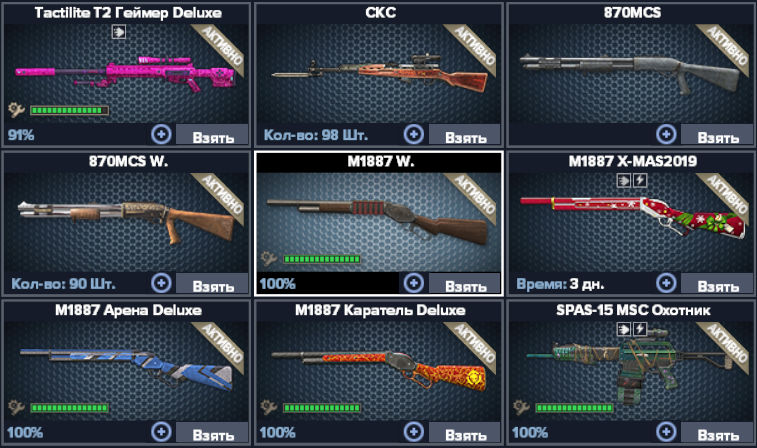 Tactilite T2 Геймер Deluxe
АКТИВНО
91%
Взять
СКС
АКТИВНО
Кол-во: 98 Шт.
Взять
870MCS
АКТИВНО
Взять
870MCS W.
АКТИВНО
Кол-во: 90 Шт.
Взять
M1887 W.
АКТИВНО
100%
Взять
M1887 X-MAS2019
АКТИВНО
Время: 3 дн.
Взять
M1887 Арена Deluxe
АКТИВНО
100%
Взять
M1887 Каратель Deluxe
АКТИВНО
100%
Взять
SPAS-15 MSC Охотник
АКТИВНО
100%
Взять